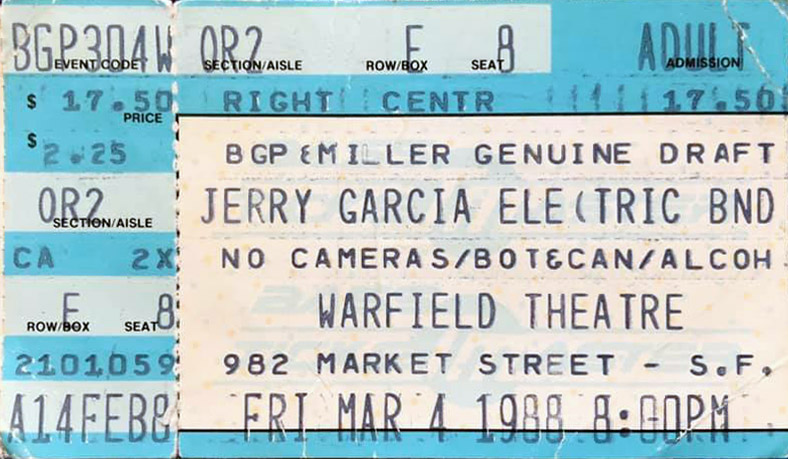 BGP304W OR2 E 8 ADULT
EVENT CODE SECTION/AISLE ROW/BOX SEAT ADMISSION
$ 17.50 RIGHT CENTR 17.50
PRICE
$ 2.25 BGP &MILLER GENUINE DRAFT
OR2 JERRY GARCIA ELECTRIC BND
SECTION/AISLE
CA 2X NO CAMERAS/BOT&CAN/ALCOH
E 8 WARFIELD THEATRE
ROW/BOX SEAT
2101059 982 MARKET STREET - S.F.
A14FEB8 FRI MAR 4 1988 8:00PM